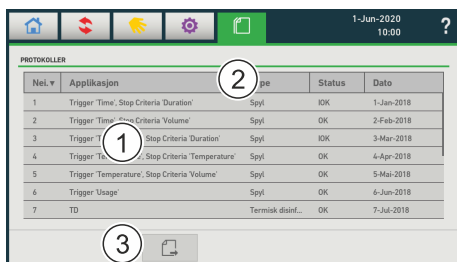 1-Jun-2020
10:00
?
PROTOKOLLER
Nei. Applikasjon pe Status Dato
1 Trigger 'Time', Stop Criteria 'Duration' Spyl IOK 1-Jan-2018
2 Trigger 'Time', Stop Criteria 'Volume' Spyl OK 2-Feb-2018
3 Trigger 'T , Stop Criteria 'Duration' Spyl IOK 3-Mar-2018
4 Trigger 'Te ', Stop Criteria 'Temperature' Spyl OK 4-Apr-2018
5 Trigger 'Temperature', Stop Criteria 'Volume' Spyl OK 5-Mai-2018
6 Trigger 'Usage' Spyl OK 6-Jun-2018
7 TD Termisk disinf... OK 7-Jul-2018
1
2
3